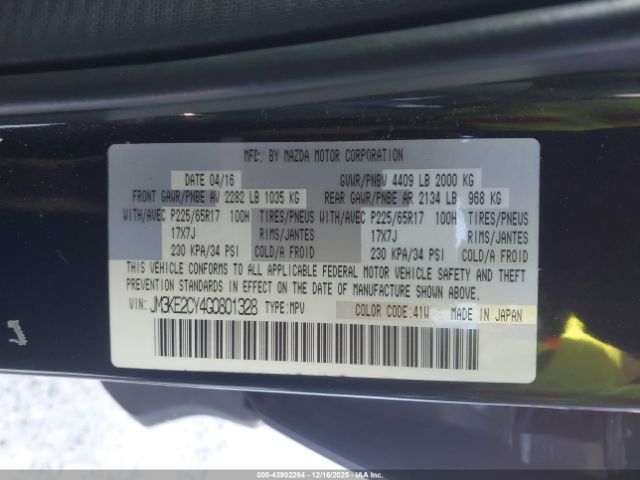 MFD. BY MAZDA MOTOR CORPORATION
DATE 04/16 GVWR/PNBV 4409 LB 2000 KG
FRONT GAWR/PNBE AV 2282 LB 1035 KG REAR GAWR/PNBE AR 2134 LB 968 KG
WITH/AVEC P225/65R17 100H TIRES/PNEUS WITH/AVEC P225/65R17 100H TIRES/PNEUS
17X7J RIMS/JANTES 17X7J RIMS/JANTES
230 KPA/34 PSI COLD/A FROID 230 KPA/34 PSI COLD/A FROID
THIS VEHICLE CONFORMS TO ALL APPLICABLE FEDERAL MOTOR VEHICLE SAFETY AND THEFT
PREVENTION STANDARDS IN EFFECT ON THE DATE OF MANUFACTURE SHOWN ABOVE.
VIN: JM3KE2CY4G0801328 TYPE: MPV COLOR CODE: 41W MADE IN JAPAN
000-43902264 - 12/16/2025 - IAAI Branch